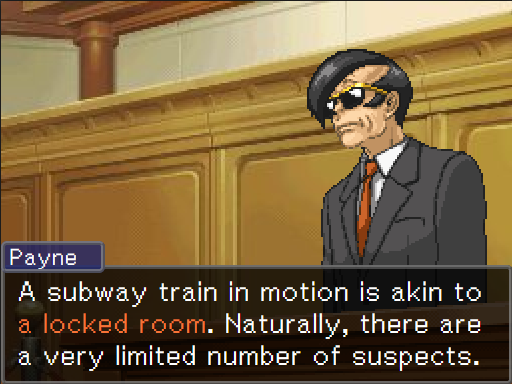 Payne
A subway train in motion is akin to
a locked room. Naturally, there are
a very limited number of suspects.